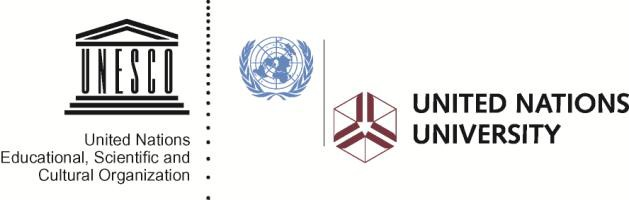 UNESCO
United Nations
Educational, Scientific and
Cultural Organization
UNITED NATIONS
UNIVERSITY